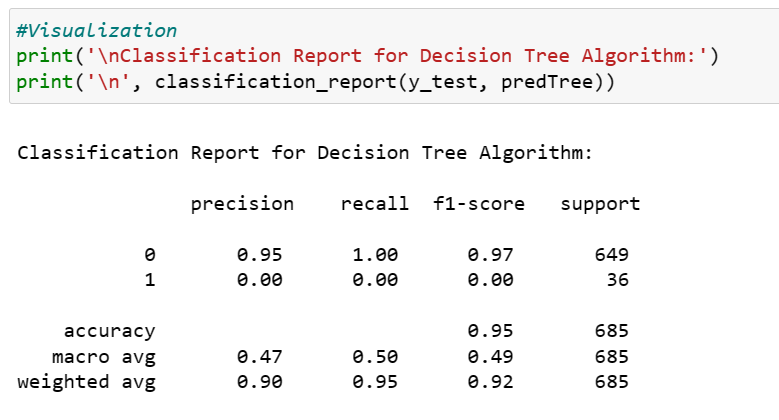 #Visualization
print('\nClassification Report for Decision Tree Algorithm:')
print('\n', classification_report(y_test, predTree))
Classification Report for Decision Tree Algorithm:
precision recall f1-score support
0 0.95 1.00 0.97 649
1 0.00 0.00 0.00 36
accuracy 0.95 685
macro avg 0.47 0.50 0.49 685
weighted avg 0.90 0.95 0.92 685